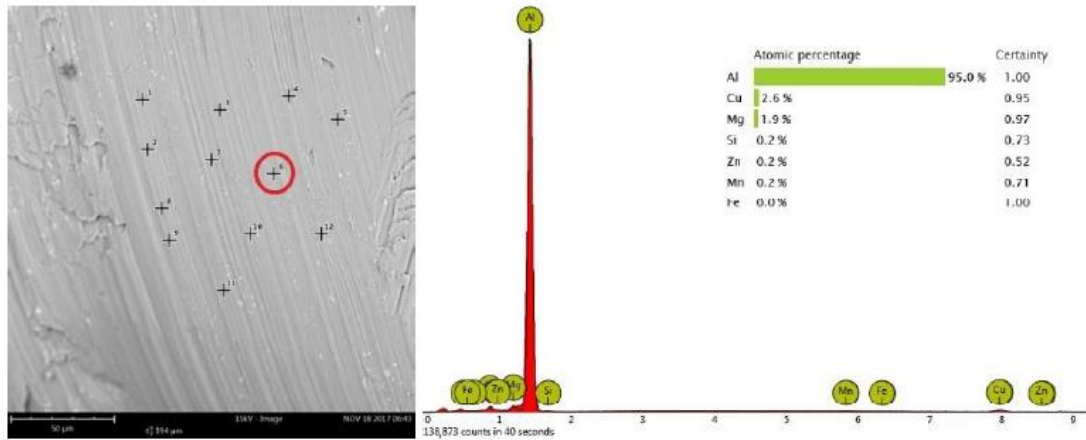 1
2
3
4
5
6
7
8
9
10
11
12
50 µm
194 µm
15kV - Image
NOV 18 2017 06:43
Al
Atomic percentage Certainty
Al 95.0 % 1.00
Cu 2.6 % 0.95
Mg 1.9 % 0.97
Si 0.2 % 0.73
Zn 0.2 % 0.52
Mn 0.2 % 0.71
Fe 0.0 % 1.00
Fe Zn Mg Si Mn Fe Cu Zn
0 1 2 3 4 5 6 7 8 9
138,873 counts in 40 seconds